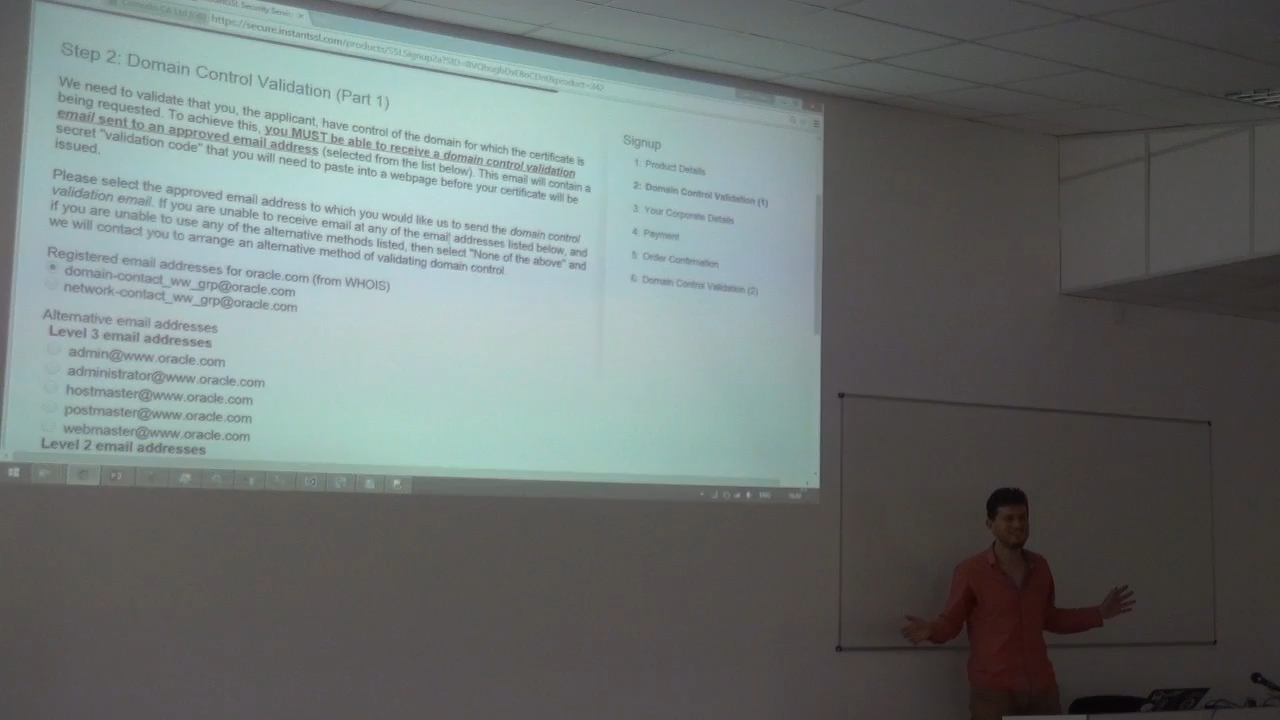 Security Servic
https://secure.instantssl.com/products/SSLSignup2a?
Step 2: Domain Control Validation (Part 1)
We need to validate that you, the applicant, have control of the domain for which the certificate is
being requested. To achieve this, you MUST be able to receive a domain control validation
email sent to an approved email address (selected from the list below). This email will contain a
secret "validation code" that you will need to paste into a webpage before your certificate will be
issued.
Please select the approved email address to which you would like us to send the domain control
validation email. If you are unable to receive email at any of the email addresses listed below, and
if you are unable to use any of the alternative methods listed, then select "None of the above" and
we will contact you to arrange an alternative method of validating domain control.
Registered email addresses for oracle.com (from WHOIS)
domain-contact_ww_grp@oracle.com
network-contact_ww_grp@oracle.com
Alternative email addresses
Level 3 email addresses
admin@www.oracle.com
administrator@www.oracle.com
hostmaster@www.oracle.com
postmaster@www.oracle.com
webmaster@www.oracle.com
Level 2 email addresses
Signup
1: Product Details
2: Domain Control Validation (1)
3: Your Corporate Details
4: Payment
5: Order Confirmation
6: Domain Control Validation (2)
ENG